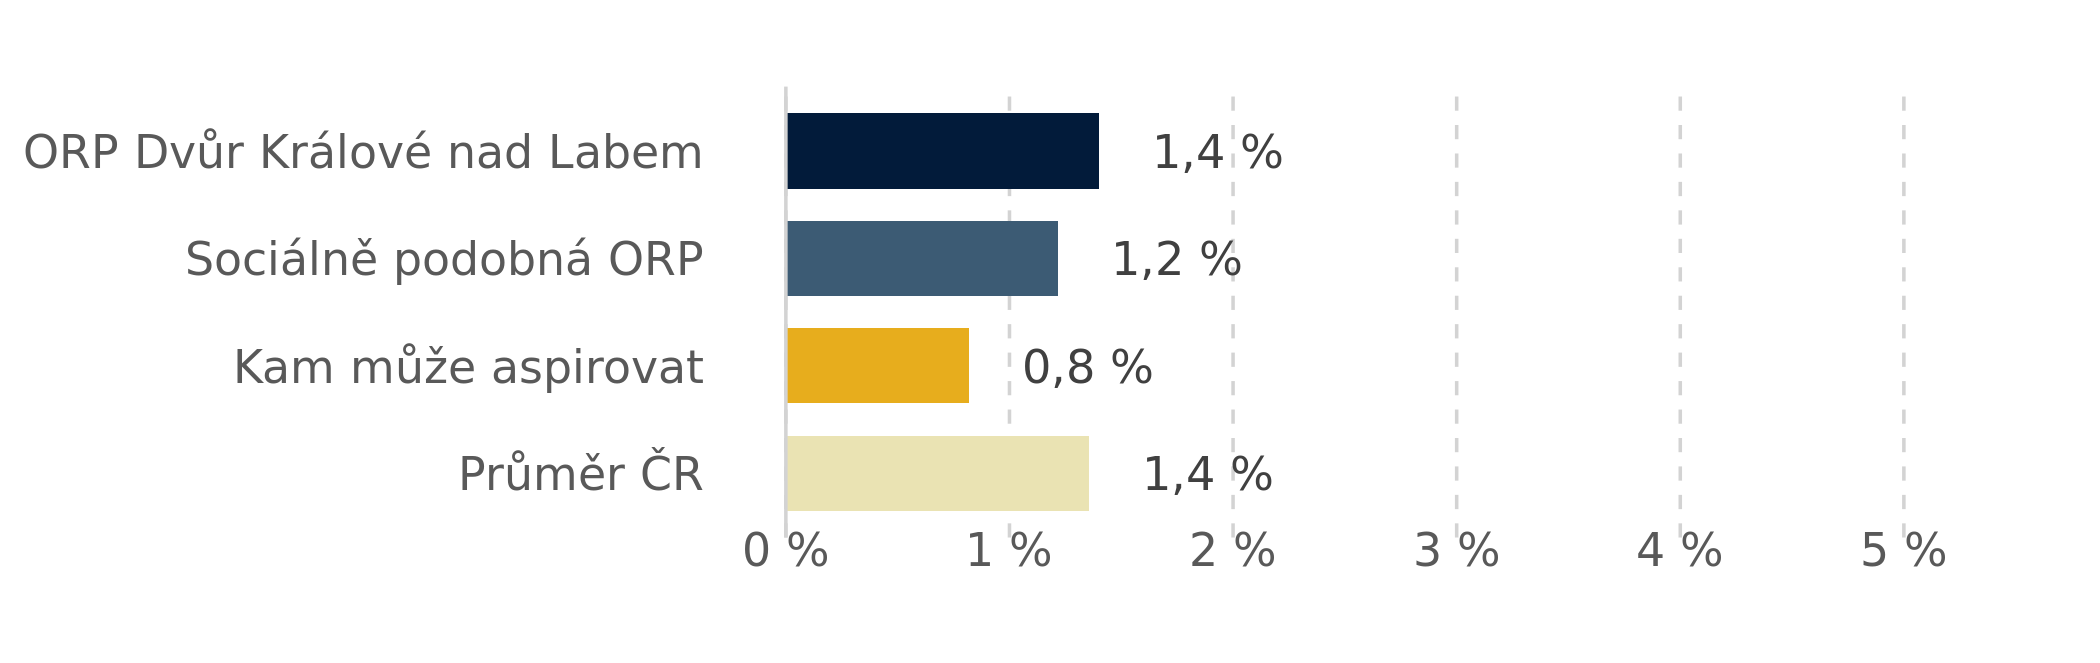 ORP Dvůr Králové nad Labem 1,4 %
Sociálně podobná ORP 1,2 %
Kam může aspirovat 0,8 %
Průměr ČR 1,4 %
0 % 1 % 2 % 3 % 4 % 5 %